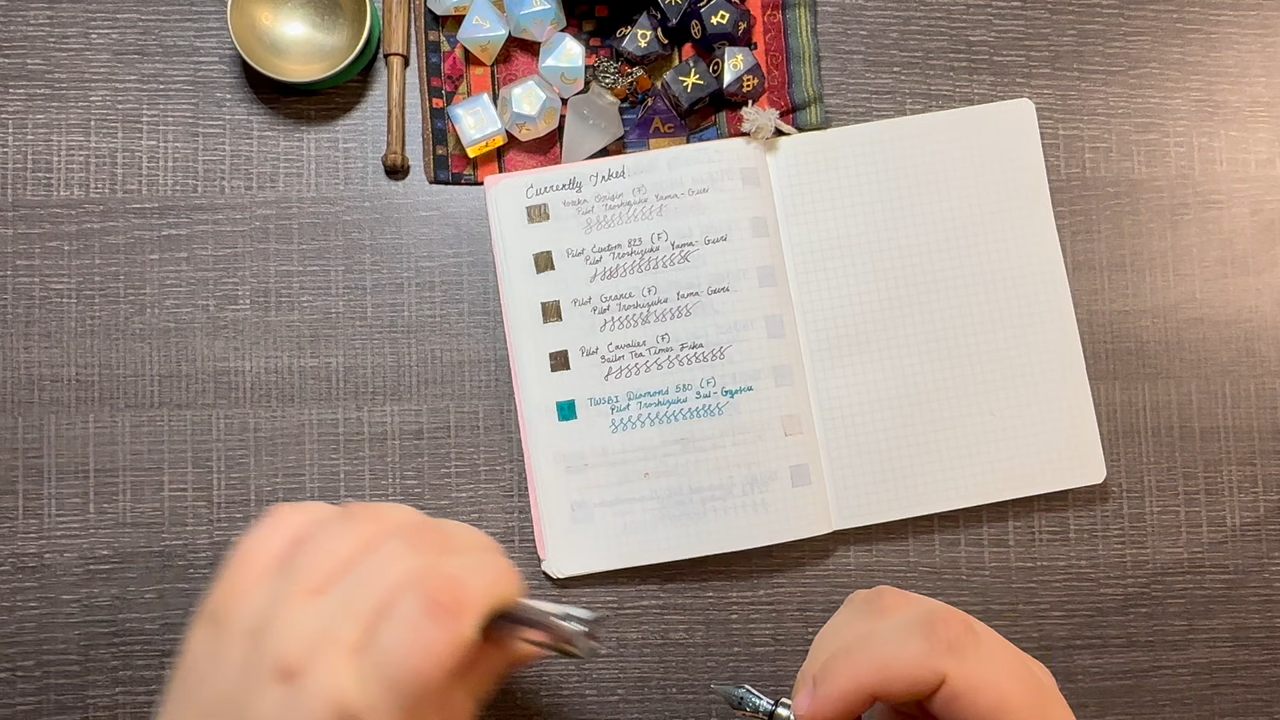 Currently Inked
Origin (F)
Pilot Iroshizuku Yama-Guri
Pilot Custom 823 (F)
Pilot Iroshizuku Yama-Guri
Pilot Grance (F)
Pilot Iroshizuku Yama-Guri
Pilot Cavalier (F)
Sailor Tea Time Fika
TWSBI Diamond 580 (F)
Pilot Iroshizuku Sui-Gyoku
Ac